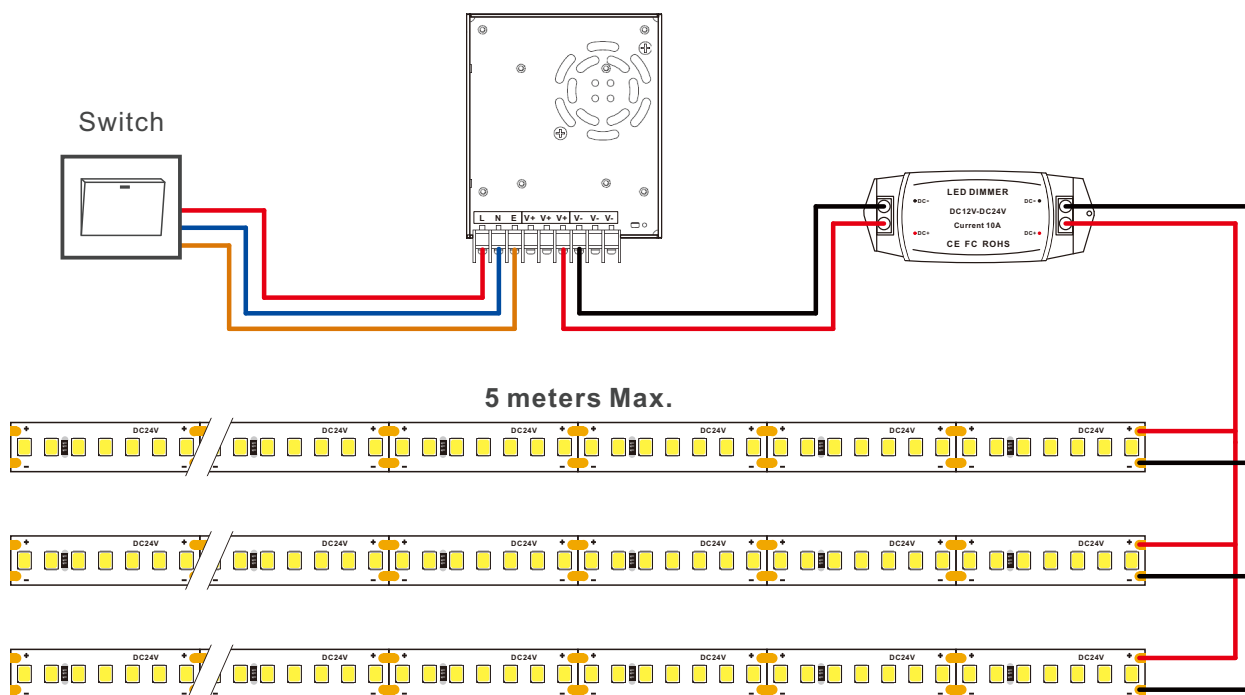 Switch
L N E V+ V+ V+ V- V- V-
LED DIMMER
DC- DC-
DC12V-DC24V
Current 10A
DC+ DC+
CE FC ROHS
5 meters Max.
+ DC24V + DC24V + DC24V + DC24V + DC24V + DC24V +
- - - - - - -
+ DC24V + DC24V + DC24V + DC24V + DC24V + DC24V +
- - - - - - -
+ DC24V + DC24V + DC24V + DC24V + DC24V + DC24V +
- - - - - - -